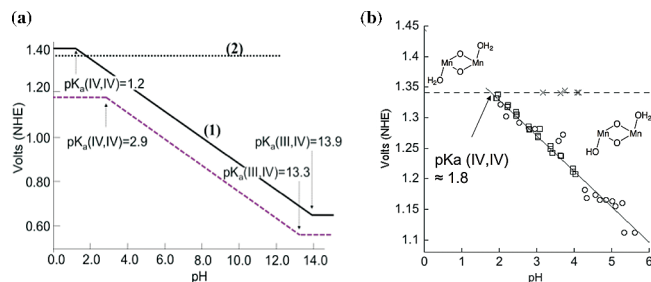 (a)
(b)
1.40
1.20
1.00
0.80
0.60
Volts (NHE)
(2)
pKa(IV,IV)=1.2
(1)
pKa(III,IV)=13.9
pKa(IV,IV)=2.9
pKa(III,IV)=13.3
0.0 2.0 4.0 6.0 8.0 10.0 12.0 14.0
pH
1.4
1.35
1.3
1.25
1.2
1.15
1.1
Volts (NHE)
OH2
O
Mn Mn
O
H2O
OH2
O
Mn Mn
O
HO
pKa (IV,IV)
≈ 1.8
0 1 2 3 4 5 6
pH